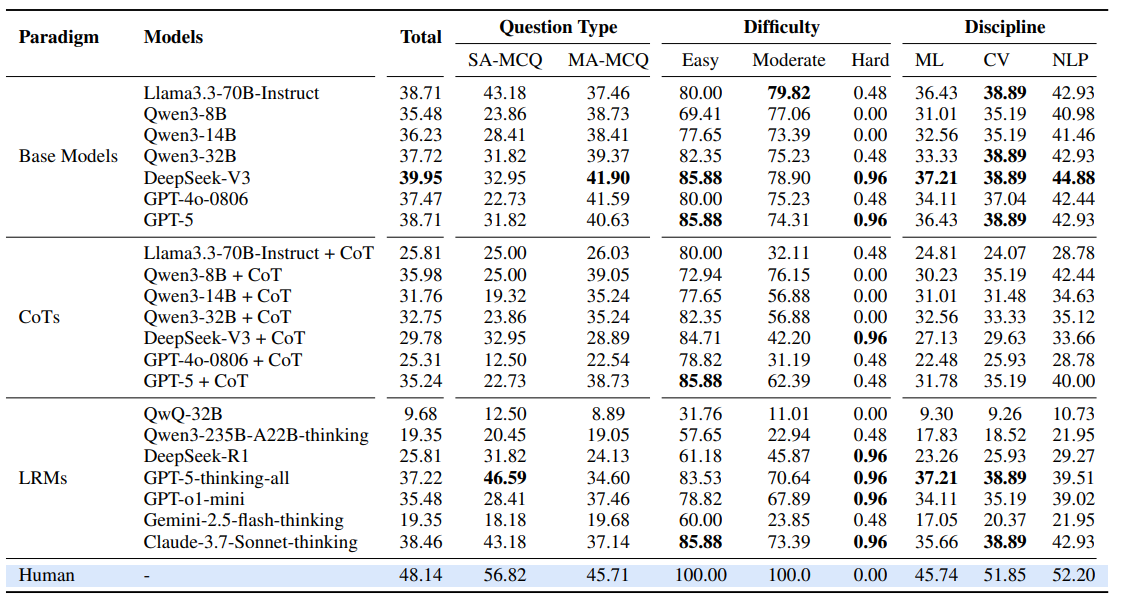 Paradigm Models Total Question Type Difficulty Discipline
SA-MCQ MA-MCQ Easy Moderate Hard ML CV NLP
Base Models
Llama3.3-70B-Instruct 38.71 43.18 37.46 80.00 79.82 0.48 36.43 38.89 42.93
Qwen3-8B 35.48 23.86 38.73 69.41 77.06 0.00 31.01 35.19 40.98
Qwen3-14B 36.23 28.41 38.41 77.65 73.39 0.00 32.56 35.19 41.46
Qwen3-32B 37.72 31.82 39.37 82.35 75.23 0.48 33.33 38.89 42.93
DeepSeek-V3 39.95 32.95 41.90 85.88 78.90 0.96 37.21 38.89 44.88
GPT-4o-0806 37.47 22.73 41.59 80.00 75.23 0.48 34.11 37.04 42.44
GPT-5 38.71 31.82 40.63 85.88 74.31 0.96 36.43 38.89 42.93
CoTs
Llama3.3-70B-Instruct + CoT 25.81 25.00 26.03 80.00 32.11 0.48 24.81 24.07 28.78
Qwen3-8B + CoT 35.98 25.00 39.05 72.94 76.15 0.00 30.23 35.19 42.44
Qwen3-14B + CoT 31.76 19.32 35.24 77.65 56.88 0.00 31.01 31.48 34.63
Qwen3-32B + CoT 32.75 23.86 35.24 82.35 56.88 0.00 32.56 33.33 35.12
DeepSeek-V3 + CoT 29.78 32.95 28.89 84.71 42.20 0.96 27.13 29.63 33.66
GPT-4o-0806 + CoT 25.31 12.50 22.54 78.82 31.19 0.48 22.48 25.93 28.78
GPT-5 + CoT 35.24 22.73 38.73 85.88 62.39 0.48 31.78 35.19 40.00
LRMs
QwQ-32B 9.68 12.50 8.89 31.76 11.01 0.00 9.30 9.26 10.73
Qwen3-235B-A22B-thinking 19.35 20.45 19.05 57.65 22.94 0.48 17.83 18.52 21.95
DeepSeek-R1 25.81 31.82 24.13 61.18 45.87 0.96 23.26 25.93 29.27
GPT-5-thinking-all 37.22 46.59 34.60 83.53 70.64 0.96 37.21 38.89 39.51
GPT-o1-mini 35.48 28.41 37.46 78.82 67.89 0.96 34.11 35.19 39.02
Gemini-2.5-flash-thinking 19.35 18.18 19.68 60.00 23.85 0.48 17.05 20.37 21.95
Claude-3.7-Sonnet-thinking 38.46 43.18 37.14 85.88 73.39 0.96 35.66 38.89 42.93
Human - 48.14 56.82 45.71 100.00 100.0 0.00 45.74 51.85 52.20